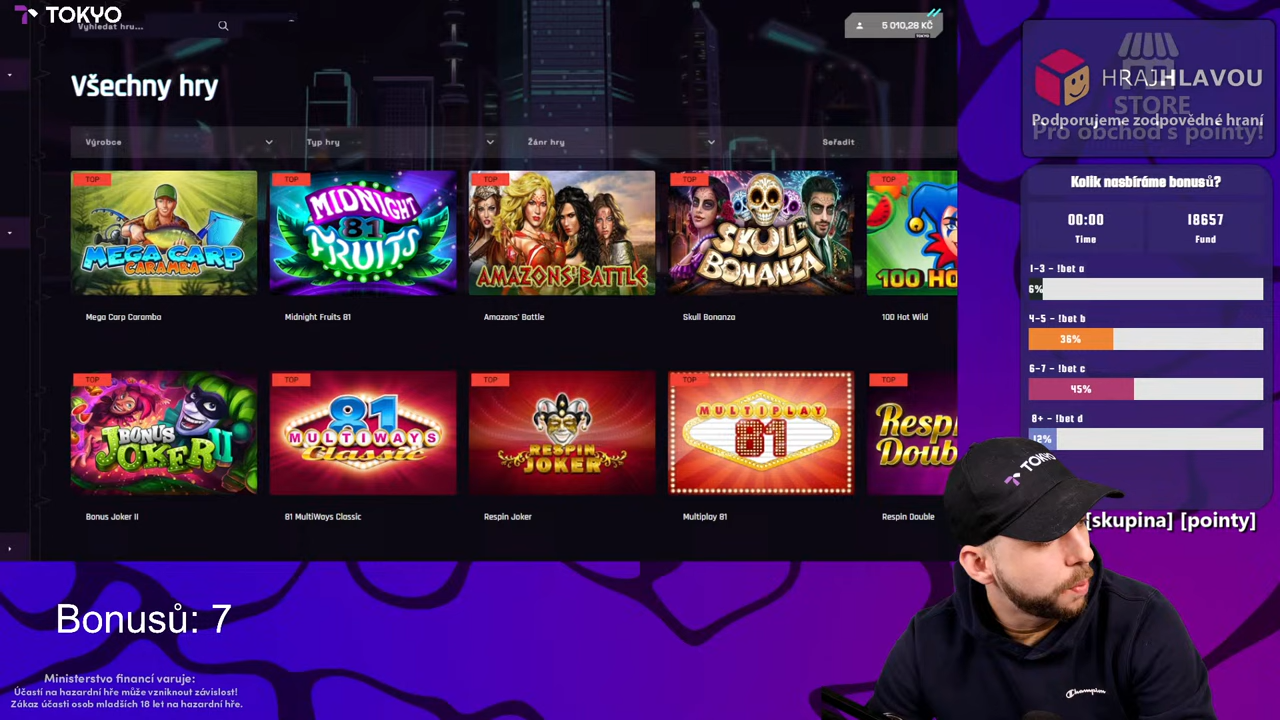 TOKYO
Vyhledat hru...
5 010,28 KČ
TOKYO
Všechny hry
Výrobce
Typ hry
Žánr hry
Seřadit
TOP
TOP
TOP
TOP
TOP
MEGA CARP
CARAMBA
MIDNIGHT
81
FRUITS
AMAZONS' BATTLE
SKULL
BONANZA
100 HO
Mega Carp Caramba
Midnight Fruits 81
Amazons' Battle
Skull Bonanza
100 Hot Wild
TOP
TOP
TOP
TOP
TOP
BONUS
JOKER II
81
MULTIWAYS
Classic
RESPIN
JOKER
MULTIPLAY
81
Resp
Doub
Bonus Joker II
81 MultiWays Classic
Respin Joker
Multiplay 81
Respin Double
HRAJHLAVOU
STORE
Podporujeme zodpovědné hraní
Pro obchod s pointy!
Kolik nasbíráme bonusů?
00:00
18657
Time
Fund
1-3 - !bet a
6%
4-5 - !bet b
36%
6-7 - !bet c
45%
8+ - !bet d
12%
[skupina] [pointy]
TOKYO
Champion
Bonusů: 7
Ministerstvo financí varuje:
Účastí na hazardní hře může vzniknout závislost!
Zákaz účasti osob mladších 18 let na hazardní hře.